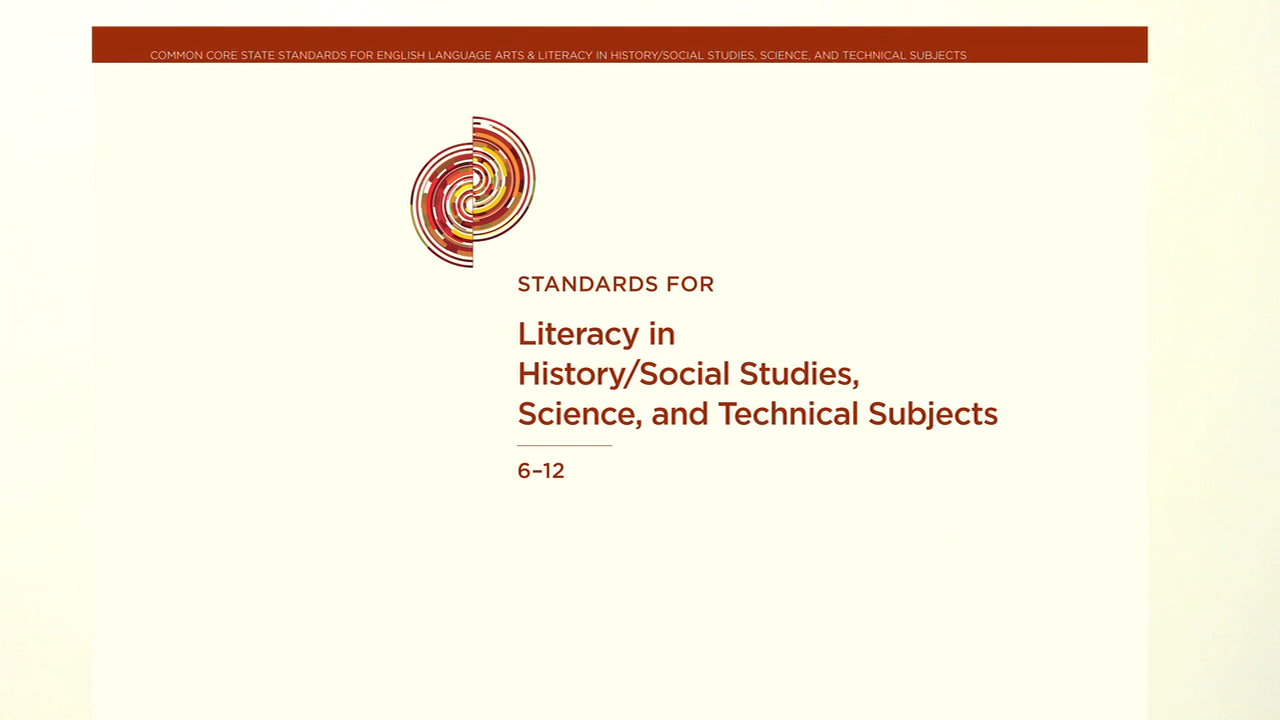 COMMON CORE STATE STANDARDS FOR ENGLISH LANGUAGE ARTS & LITERACY IN HISTORY/SOCIAL STUDIES, SCIENCE, AND TECHNICAL SUBJECTS
STANDARDS FOR
Literacy in
History/Social Studies,
Science, and Technical Subjects
6–12